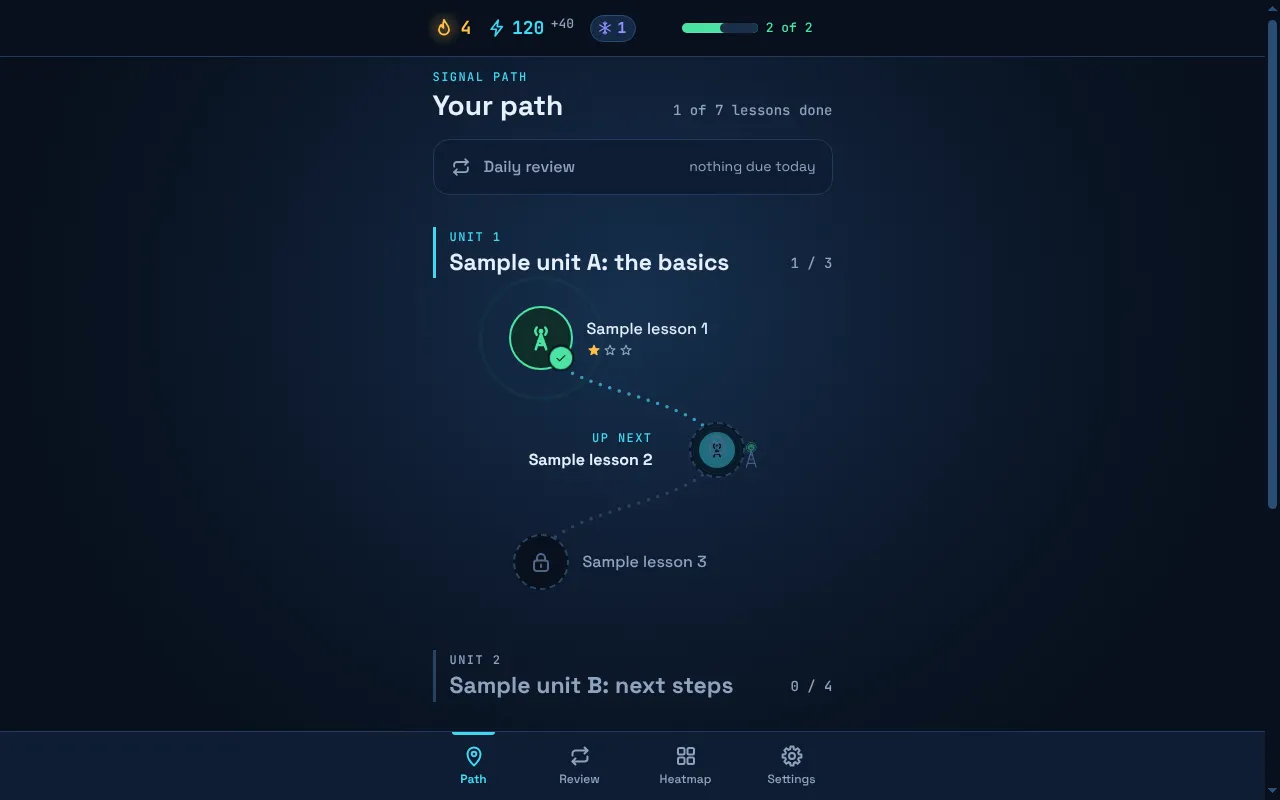 4 120 +40 1 2 of 2
SIGNAL PATH
Your path 1 of 7 lessons done
Daily review nothing due today
UNIT 1
Sample unit A: the basics 1 / 3
Sample lesson 1
UP NEXT
Sample lesson 2
Sample lesson 3
UNIT 2
Sample unit B: next steps 0 / 4
Path Review Heatmap Settings